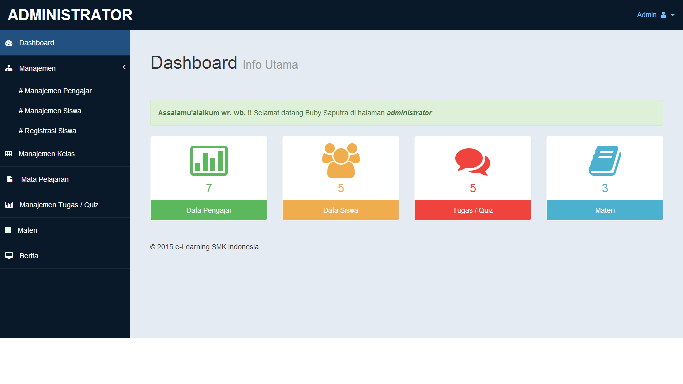 ADMINISTRATOR
Admin
Dashboard
Manajemen
# Manajemen Pengajar
# Manajemen Siswa
# Registrasi Siswa
Manajemen Kelas
Mata Pelajaran
Manajemen Tugas / Quiz
Materi
Berita
Dashboard Info Utama
Assalamu'alaikum wr. wb. !! Selamat datang Buby Saputra di halaman administrator
7
Data Pengajar
5
Data Siswa
5
Tugas / Quiz
3
Materi
© 2015 e-Learning SMK Indonesia